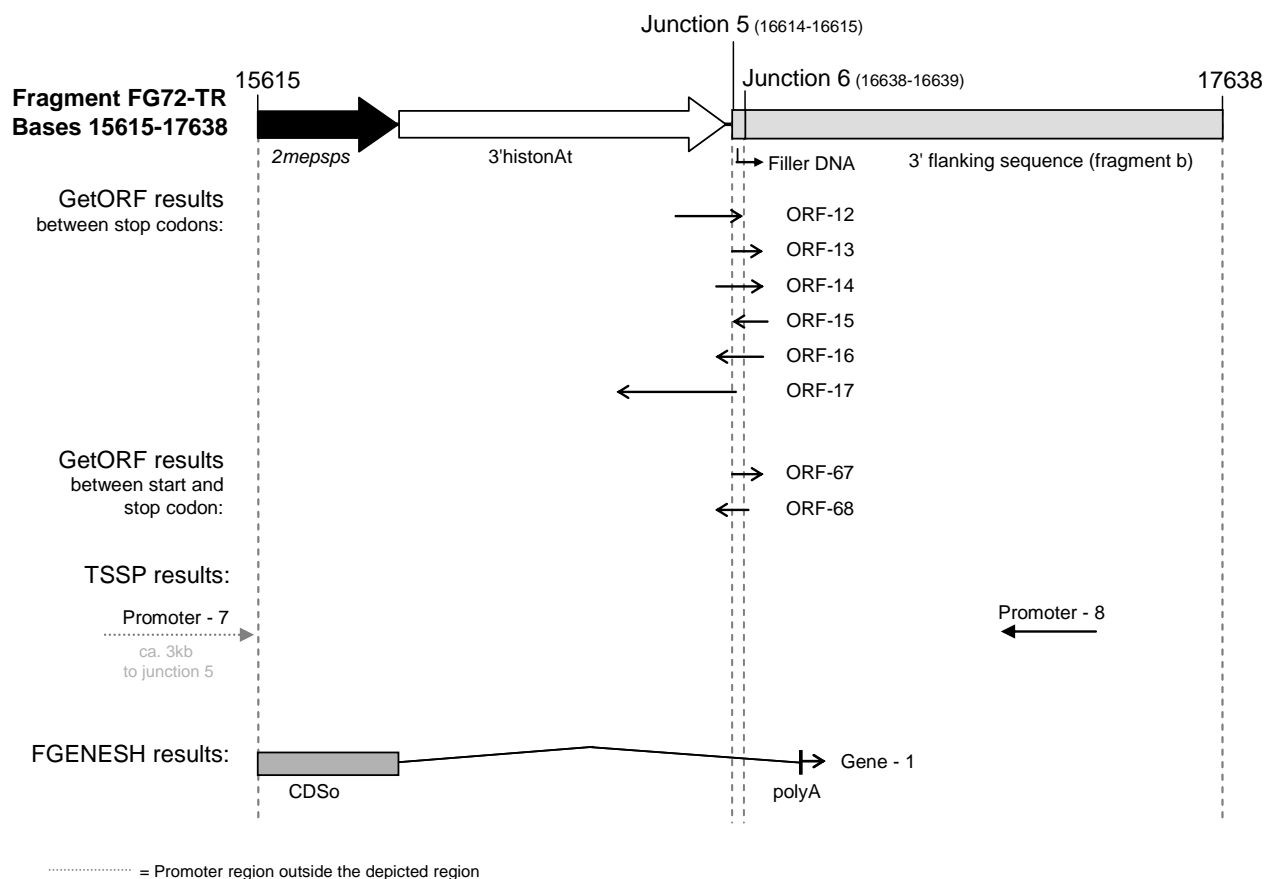 Junction 5 (16614-16615)
15615
Junction 6 (16638-16639)
17638
Fragment FG72-TR
Bases 15615-17638
2mepsps
3'histonAt
Filler DNA
3' flanking sequence (fragment b)
GetORF results
between stop codons:
ORF-12
ORF-13
ORF-14
ORF-15
ORF-16
ORF-17
GetORF results
between start and
stop codon:
ORF-67
ORF-68
TSSP results:
Promoter - 7
ca. 3kb
to junction 5
Promoter - 8
FGENESH results:
CDSo
polyA
Gene - 1
= Promoter region outside the depicted region